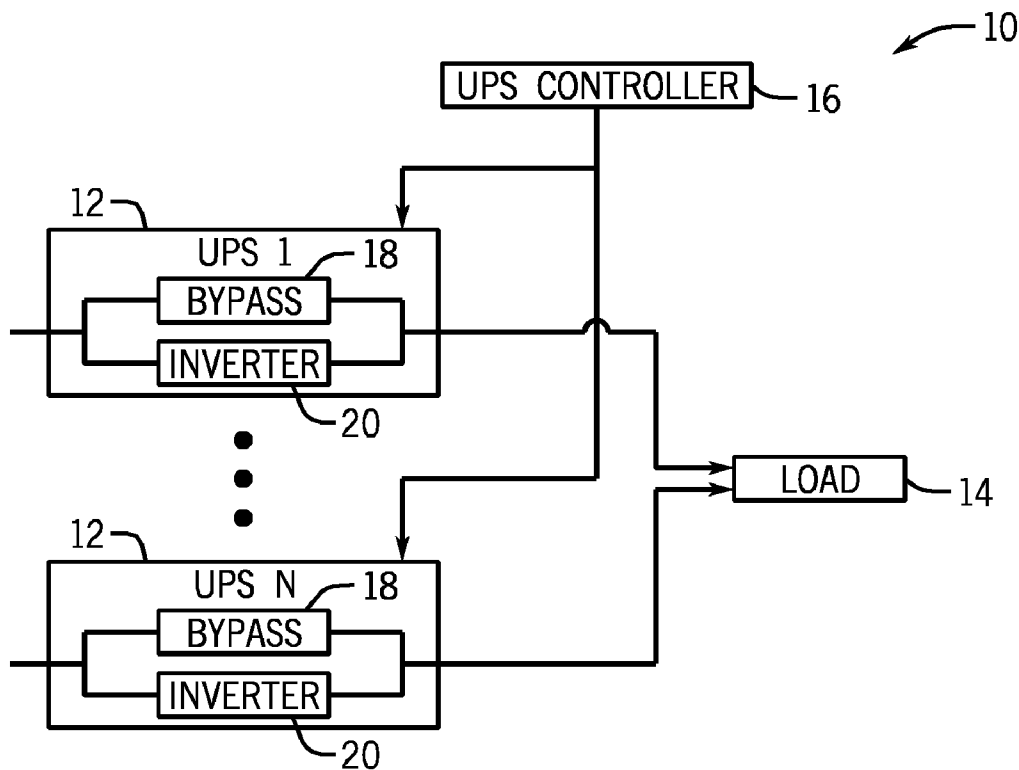 10
UPS CONTROLLER
16
12
UPS 1
18
BYPASS
INVERTER
20
LOAD
14
12
UPS N
18
BYPASS
INVERTER
20